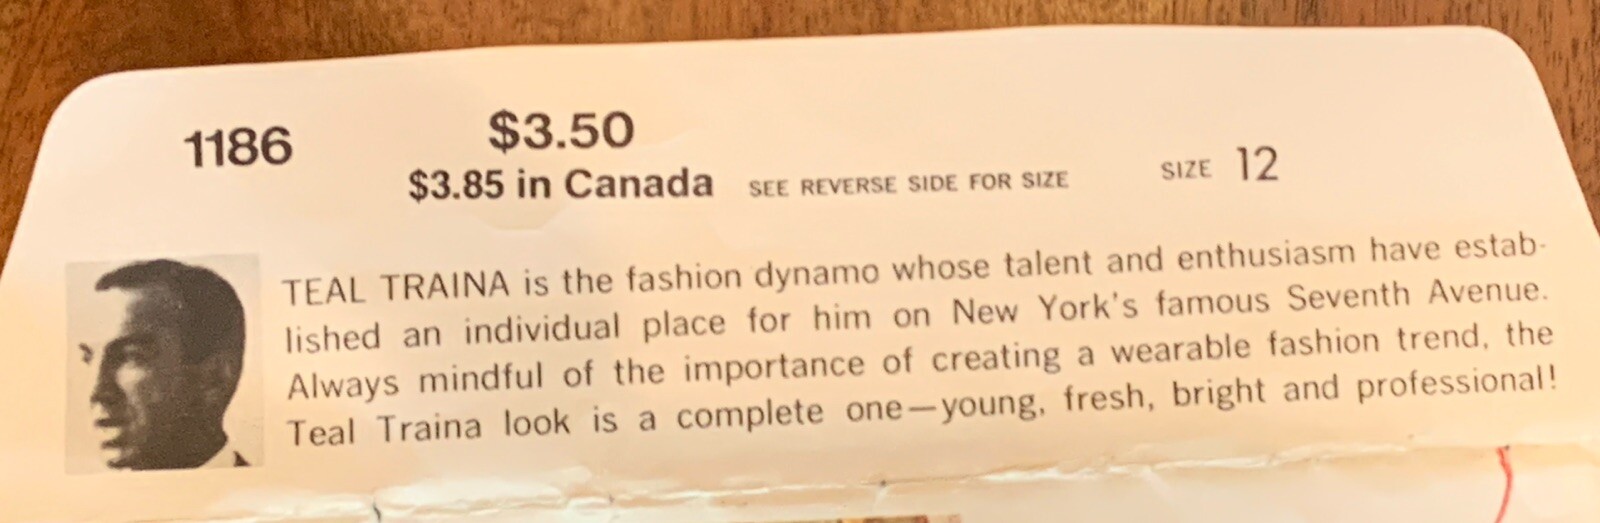 1186
$3.50
$3.85 in Canada
SEE REVERSE SIDE FOR SIZE
SIZE 12
TEAL TRAINA is the fashion dynamo whose talent and enthusiasm have estab-
lished an individual place for him on New York's famous Seventh Avenue.
Always mindful of the importance of creating a wearable fashion trend, the
Teal Traina look is a complete one—young, fresh, bright and professional!